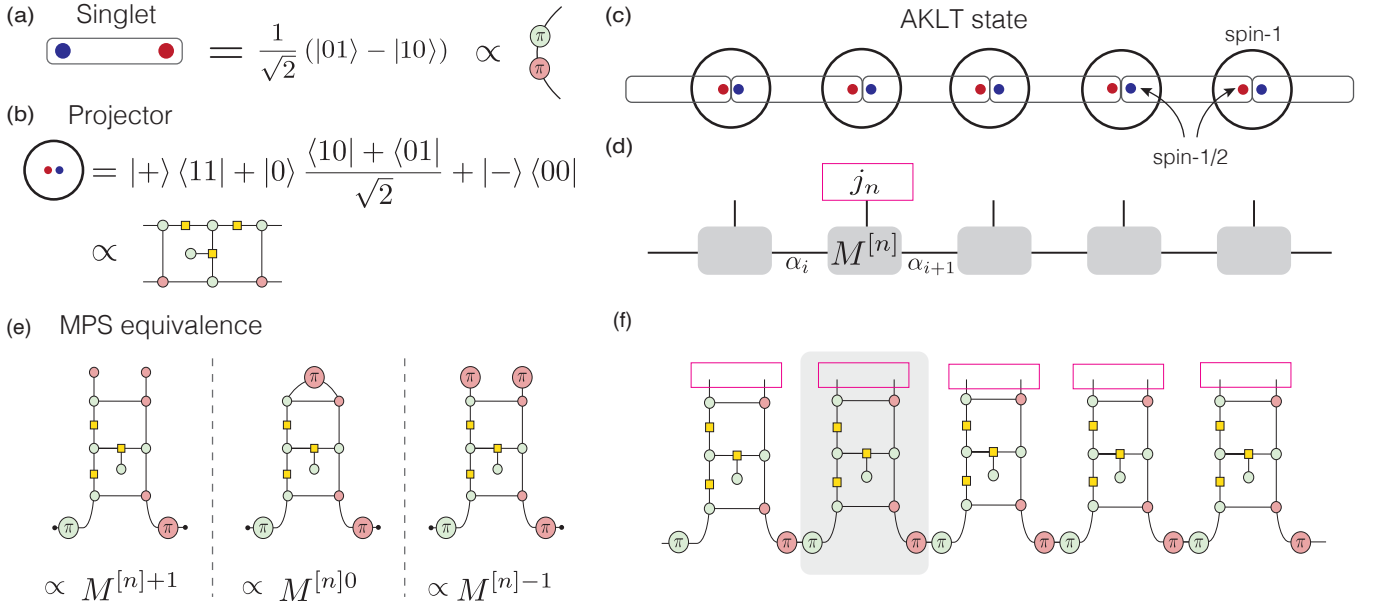 (a) Singlet
= 1/√2 (|01⟩ − |10⟩) ∝
π
π
(b) Projector
= |+⟩ ⟨11| + |0⟩ (⟨10| + ⟨01|)/√2 + |−⟩ ⟨00|
∝
(c) AKLT state
spin-1
spin-1/2
(d)
j_n
M^{[n]}
α_i α_{i+1}
(e) MPS equivalence
π π π
π π π π π π
∝ M^{[n]+1} ∝ M^{[n]0} ∝ M^{[n]−1}
(f)
π π π π π π π π π π